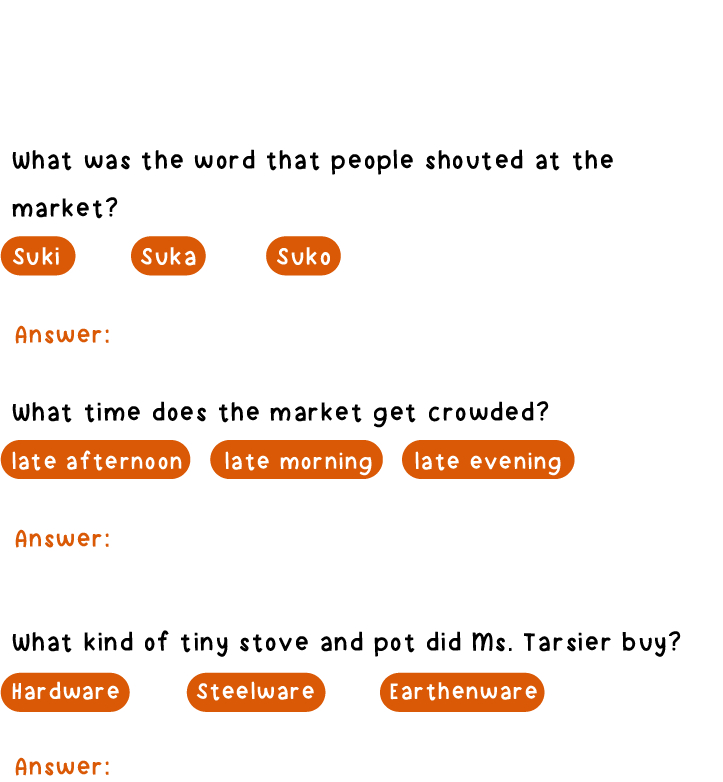 What was the word that people shouted at the
market?
Suki Suka Suko
Answer:
What time does the market get crowded?
late afternoon late morning late evening
Answer:
What kind of tiny stove and pot did Ms. Tarsier buy?
Hardware Steelware Earthenware
Answer: